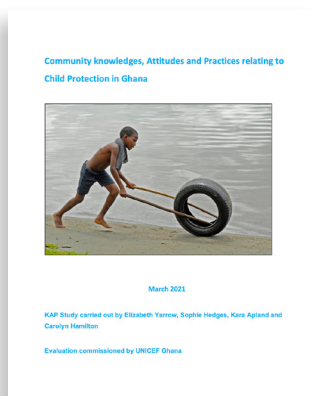 Community knowledges, Attitudes and Practices relating to
Child Protection in Ghana
March 2021
KAP Study carried out by Elizabeth Yarrow, Sophie Hedges, Kara Apland and
Carolyn Hamilton
Evaluation commissioned by UNICEF Ghana